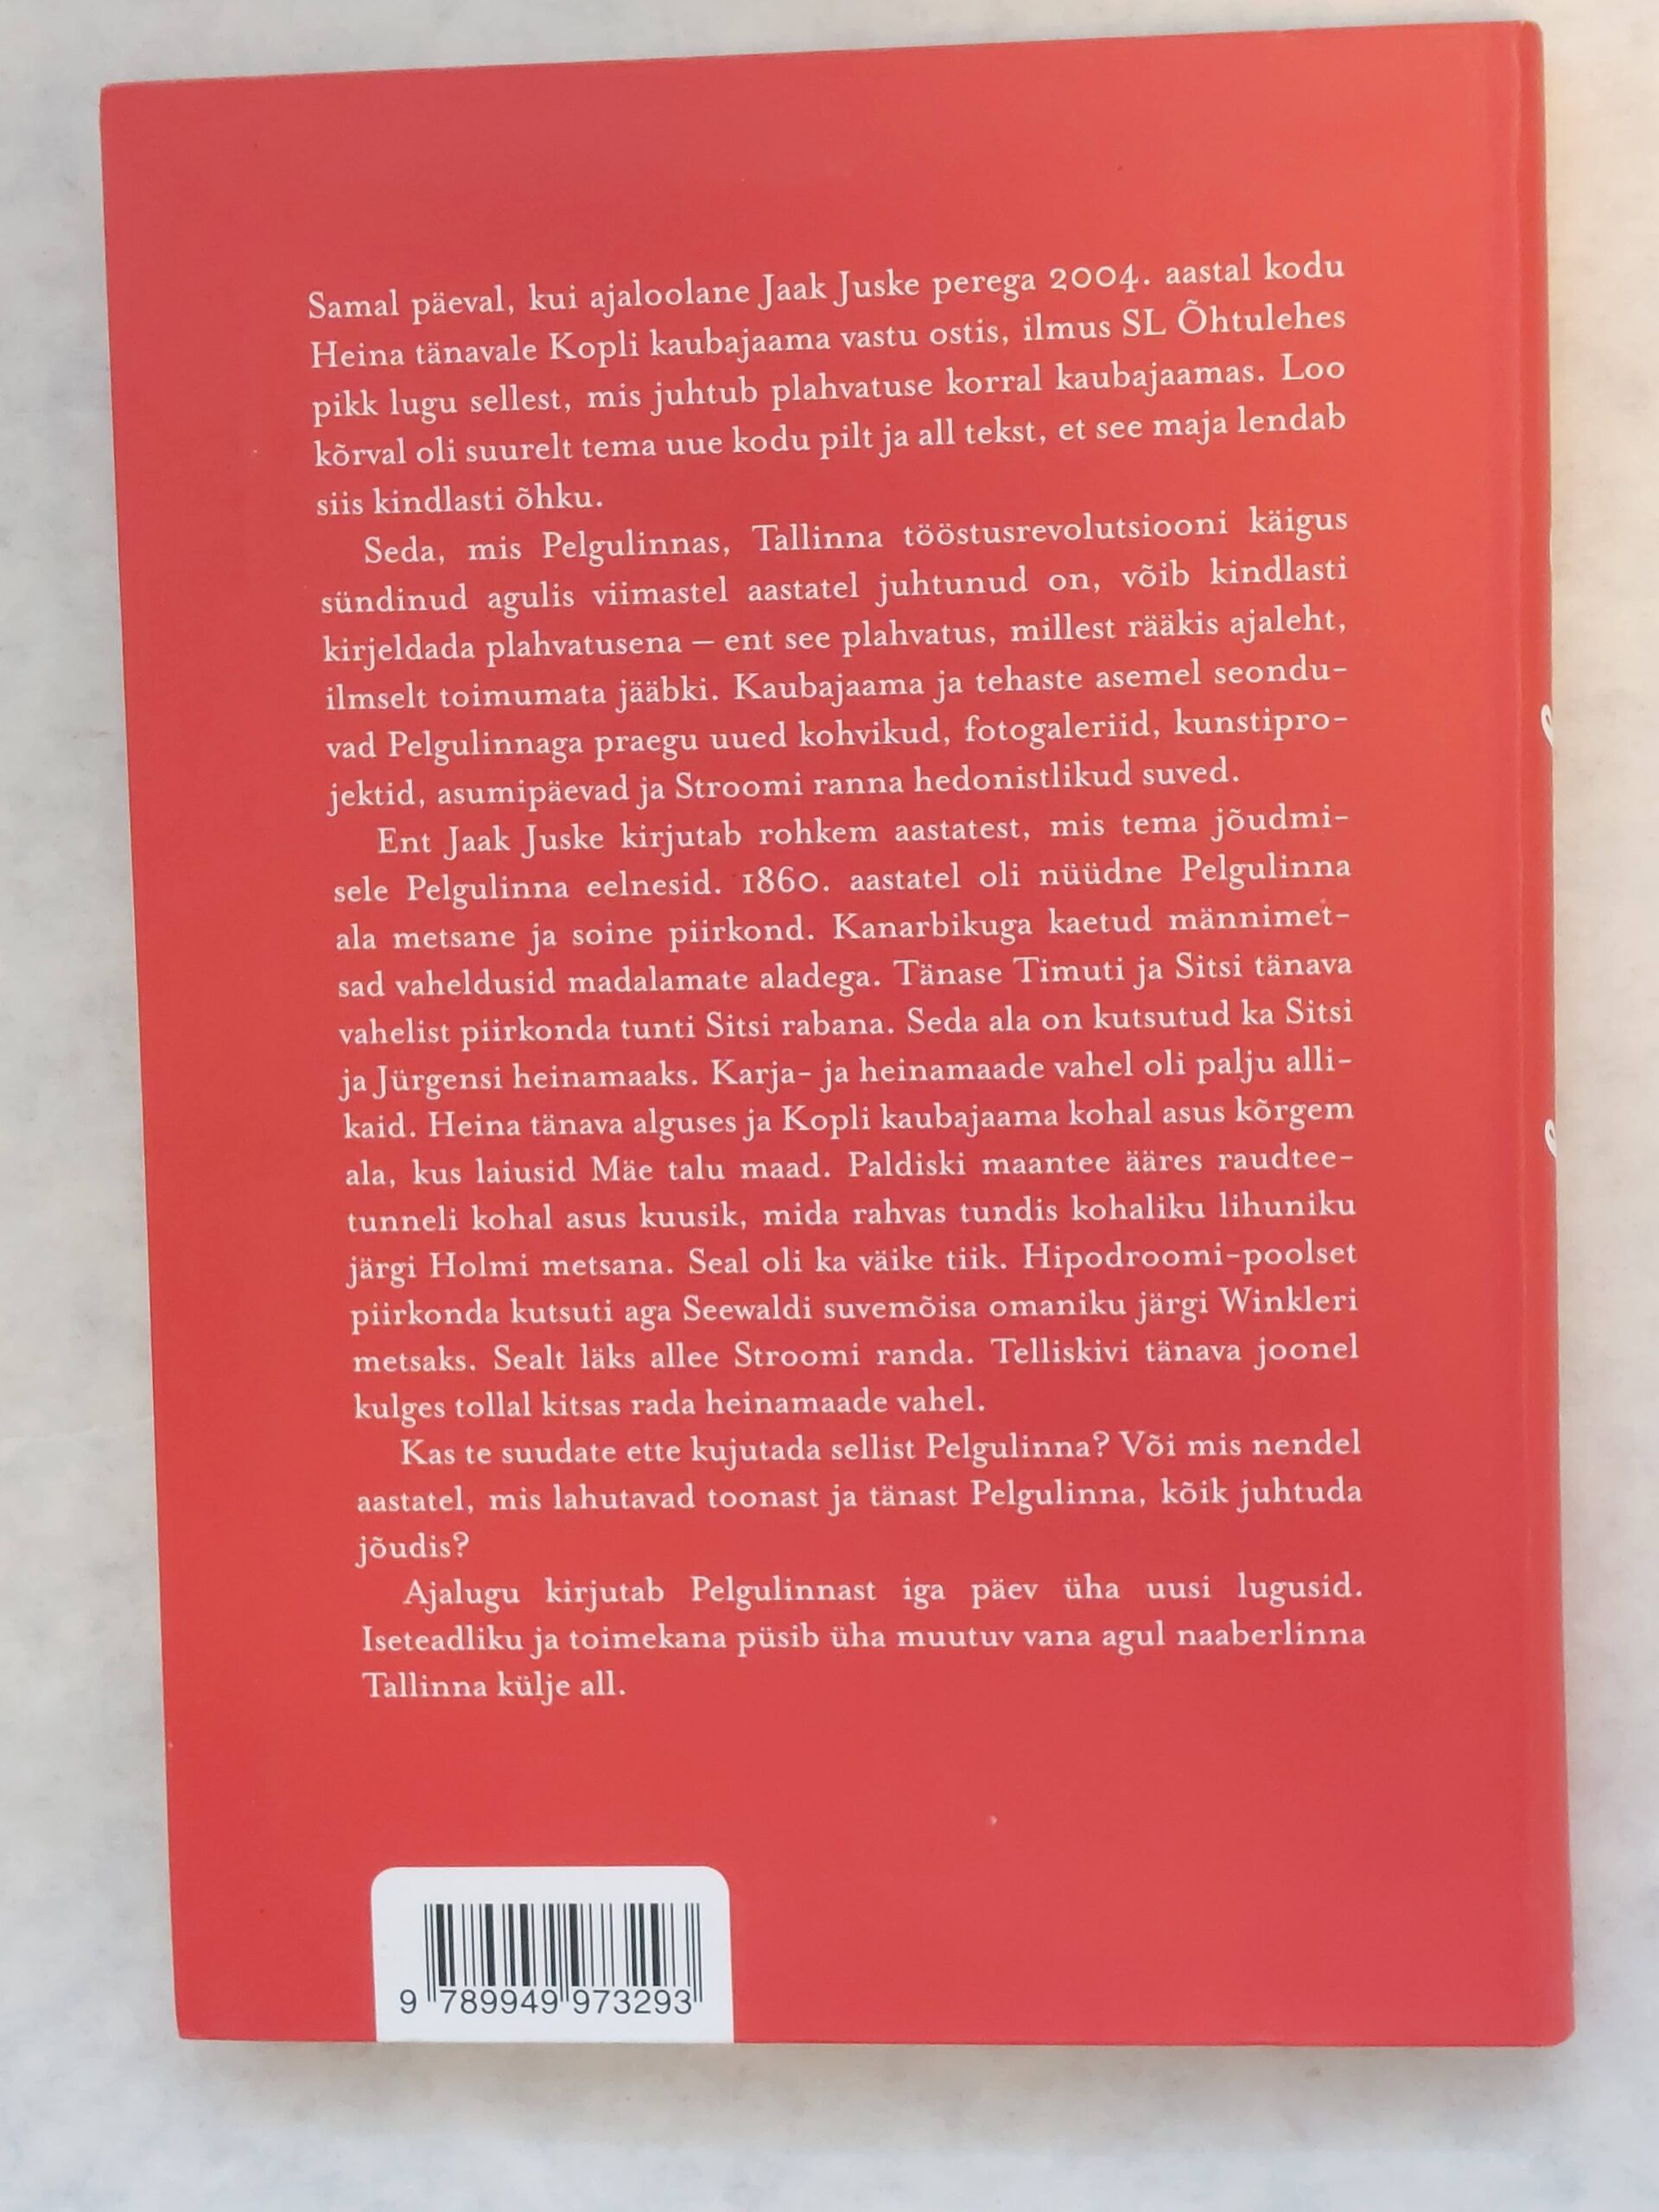 Samal päeval, kui ajaloolane Jaak Juske perega 2004. aastal kodu
Heina tänavale Kopli kaubajaama vastu ostis, ilmus SL Õhtulehes
pikk lugu sellest, mis juhtub plahvatuse korral kaubajaamas. Loo
kõrval oli suurelt tema uue kodu pilt ja all tekst, et see maja lendab
siis kindlasti õhku.
Seda, mis Pelgulinnas, Tallinna tööstusrevolutsiooni käigus
sündinud agulis viimastel aastatel juhtunud on, võib kindlasti
kirjeldada plahvatusena – ent see plahvatus, millest rääkis ajaleht,
ilmselt toimumata jääbki. Kaubajaama ja tehaste asemel seondu-
vad Pelgulinnaga praegu uued kohvikud, fotogaleriid, kunstipro-
jektid, asumipäevad ja Stroomi ranna hedonistlikud suved.
Ent Jaak Juske kirjutab rohkem aastatest, mis tema jõudmi-
sele Pelgulinna eelnesid. 1860. aastatel oli nüüdne Pelgulinna
ala metsane ja soine piirkond. Kanarbikuga kaetud männimet-
sad vaheldusid madalamate aladega. Tänase Timuti ja Sitsi tänava
vahelist piirkonda tunti Sitsi rabana. Seda ala on kutsutud ka Sitsi
ja Jürgensi heinamaaks. Karja- ja heinamaade vahel oli palju alli-
kaid. Heina tänava alguses ja Kopli kaubajaama kohal asus kõrgem
ala, kus laiusid Mäe talu maad. Paldiski maantee ääres raudtee-
tunneli kohal asus kuusik, mida rahvas tundis kohaliku lihuniku
järgi Holmi metsana. Seal oli ka väike tiik. Hipodroomi-poolset
piirkonda kutsuti aga Seewaldi suvemõisa omaniku järgi Winkleri
metsaks. Sealt läks allee Stroomi randa. Telliskivi tänava joonel
kulges tollal kitsas rada heinamaade vahel.
Kas te suudate ette kujutada sellist Pelgulinna? Või mis nendel
aastatel, mis lahutavad toonast ja tänast Pelgulinna, kõik juhtuda
jõudis?
Ajalugu kirjutab Pelgulinnast iga päev üha uusi lugusid.
Iseteadliku ja toimekana püsib üha muutuv vana agul naaberlinna
Tallinna külje all.
9 789949 973293